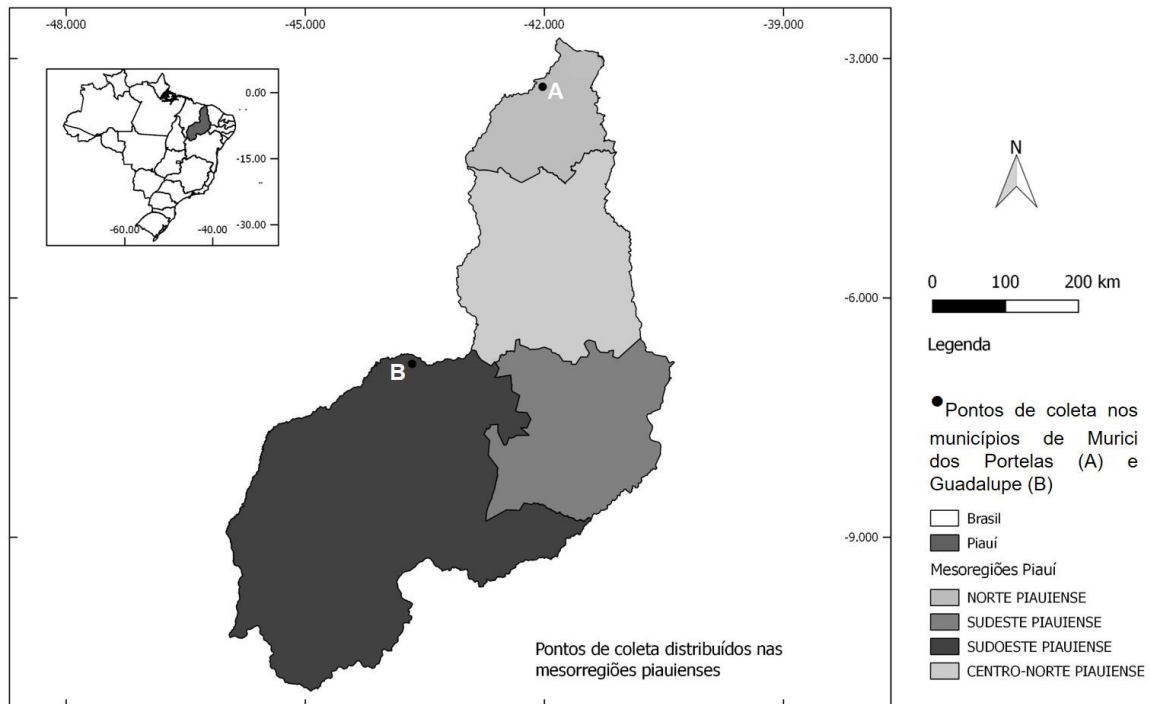 -48.000
-45.000
-42.000
-39.000
-3.000
0.00
-15.00
-30.00
-60.00
-40.00
A
N
0 100 200 km
-6.000
Legenda
B
Pontos de coleta nos
municípios de Murici
dos Portelas (A) e
Guadalupe (B)
Brasil
Piauí
Mesoregiões Piauí
NORTE PIAUIENSE
SUDESTE PIAUIENSE
SUDOESTE PIAUIENSE
CENTRO-NORTE PIAUIENSE
-9.000
Pontos de coleta distribuídos nas
mesorregiões piauienses